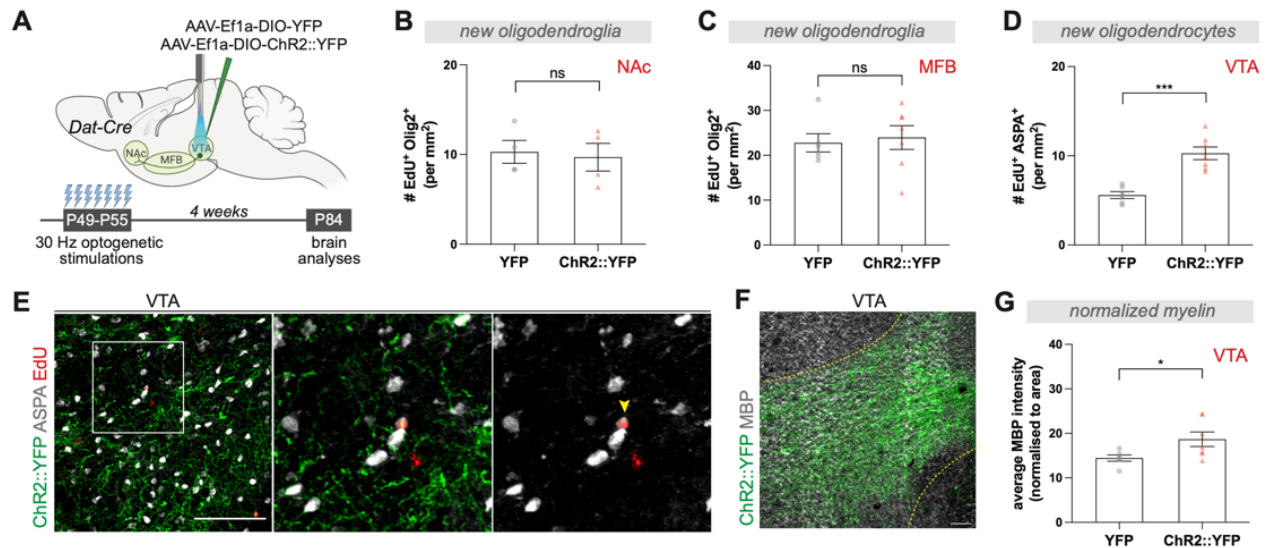 A
AAV-Ef1a-DIO-YFP
AAV-Ef1a-DIO-ChR2::YFP
Dat-Cre
NAc
MFB
VTA
P49-P55
4 weeks
P84
30 Hz optogenetic
stimulations
brain
analyses
B
new oligodendroglia
NAc
ns
# EdU⁺ Olig2⁺
(per mm²)
20
10
0
YFP
ChR2::YFP
C
new oligodendroglia
MFB
ns
# EdU⁺ Olig2⁺
(per mm²)
40
30
20
10
0
YFP
ChR2::YFP
D
new oligodendrocytes
VTA
***
# EdU⁺ ASPA⁺
(per mm²)
20
10
0
YFP
ChR2::YFP
E
VTA
ChR2::YFP ASPA EdU
F
VTA
ChR2::YFP MBP
G
normalized myelin
VTA
*
average MBP intensity
(normalised to area)
40
30
20
10
0
YFP
ChR2::YFP